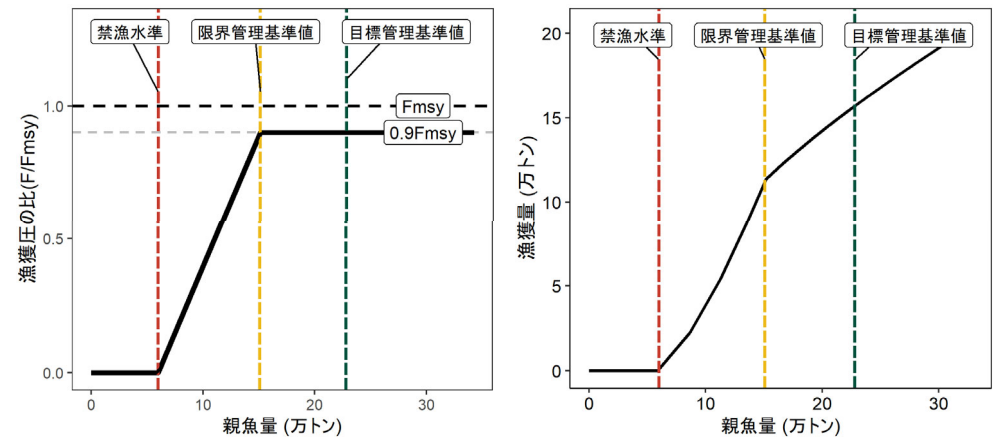 禁漁水準
限界管理基準値
目標管理基準値
1.0
Fmsy
0.9Fmsy
0.5
0.0
漁獲圧の比(F/Fmsy)
0
10
20
30
親魚量 (万トン)
禁漁水準
限界管理基準値
目標管理基準値
20
15
10
5
0
漁獲量 (万トン)
0
10
20
30
親魚量 (万トン)